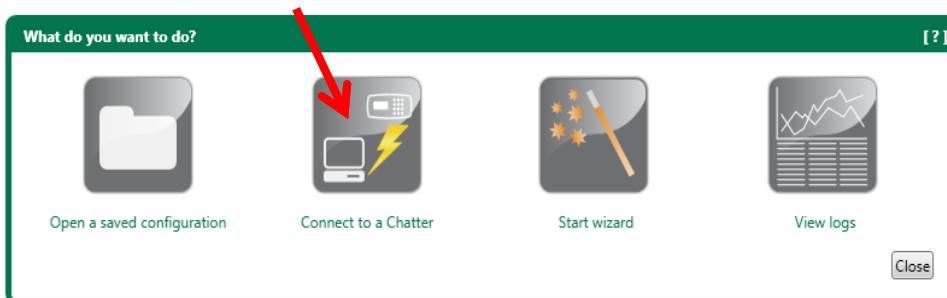 What do you want to do? [?]
Open a saved configuration
Connect to a Chatter
Start wizard
View logs
Close